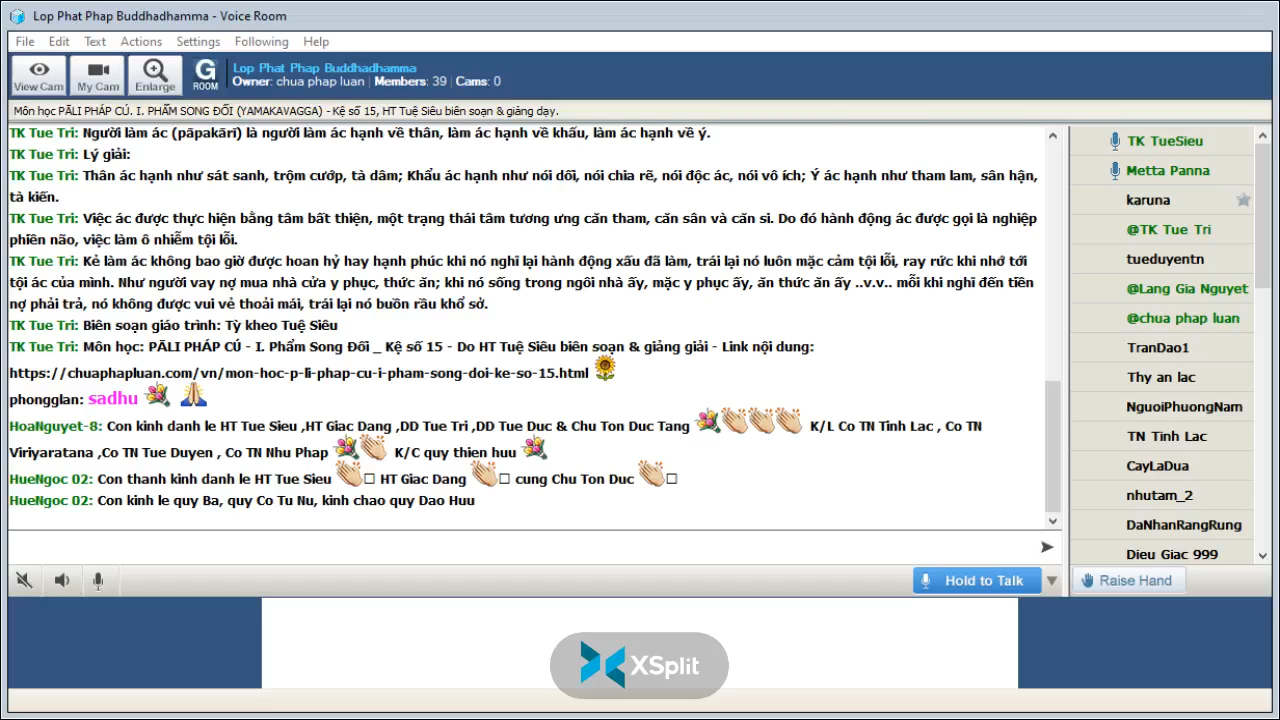 Lop Phat Phap Buddhadhamma - Voice Room
File Edit Text Actions Settings Following Help
View Cam My Cam Enlarge G ROOM
Lop Phat Phap Buddhadhamma
Owner: chua phap luan | Members: 39 | Cams: 0
Môn học PĀLI PHÁP CÚ. I. PHẨM SONG ĐỐI (YAMAKAVAGGA) - Kệ số 15, HT Tuệ Siêu biên soạn & giảng dạy.
TK Tue Tri: Người làm ác (pāpakārī) là người làm ác hạnh về thân, làm ác hạnh về khẩu, làm ác hạnh về ý.
TK Tue Tri: Lý giải:
TK Tue Tri: Thân ác hạnh như sát sanh, trộm cướp, tà dâm; Khẩu ác hạnh như nói dối, nói chia rẽ, nói độc ác, nói vô ích; Ý ác hạnh như tham lam, sân hận,
tà kiến.
TK Tue Tri: Việc ác được thực hiện bằng tâm bất thiện, một trạng thái tâm tương ưng căn tham, căn sân và căn si. Do đó hành động ác được gọi là nghiệp
phiền não, việc làm ô nhiễm tội lỗi.
TK Tue Tri: Kẻ làm ác không bao giờ được hoan hỷ hay hạnh phúc khi nó nghĩ lại hành động xấu đã làm, trái lại nó luôn mặc cảm tội lỗi, ray rức khi nhớ tới
tội ác của mình. Như người vay nợ mua nhà cửa y phục, thức ăn; khi nó sống trong ngôi nhà ấy, mặc y phục ấy, ăn thức ăn ấy ..v.v.. mỗi khi nghĩ đến tiền
nợ phải trả, nó không được vui vẻ thoải mái, trái lại nó buồn rầu khổ sở.
TK Tue Tri: Biên soạn giáo trình: Tỳ kheo Tuệ Siêu
TK Tue Tri: Môn học: PĀLI PHÁP CÚ - I. Phẩm Song Đối _ Kệ số 15 - Do HT Tuệ Siêu biên soạn & giảng giải - Link nội dung:
https://chuaphapluan.com/vn/mon-hoc-p-li-phap-cu-i-pham-song-doi-ke-so-15.html
phongglan: sadhu
HoaNguyet-8: Con kinh danh le HT Tue Sieu ,HT Giac Dang ,DD Tue Tri ,DD Tue Duc & Chu Ton Duc Tang K/L Co TN Tinh Lac , Co TN
Viriyaratana ,Co TN Tue Duyen , Co TN Nhu Phap K/C quy thien huu
HueNgoc 02: Con thanh kinh danh le HT Tue Sieu HT Giac Dang cung Chu Ton Duc
HueNgoc 02: Con kinh le quy Ba, quy Co Tu Nu, kinh chao quy Dao Huu
TK TueSieu
Metta Panna
karuna
@TK Tue Tri
tueduyentn
@Lang Gia Nguyet
@chua phap luan
TranDao1
Thy an lac
NguoiPhuongNam
TN Tinh Lac
CayLaDua
nhutam_2
DaNhanRangRung
Dieu Giac 999
Hold to Talk
Raise Hand
XSplit